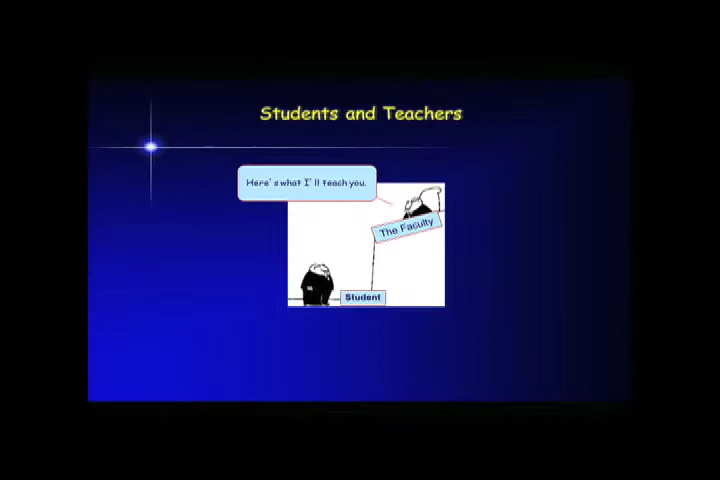 Students and Teachers
Here's what I'll teach you.
The Faculty
Student